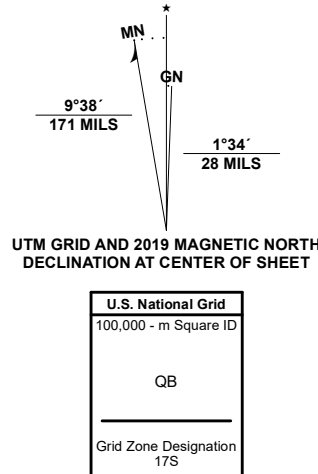 ★
MN
GN
9°38´
171 MILS
1°34´
28 MILS
UTM GRID AND 2019 MAGNETIC NORTH
DECLINATION AT CENTER OF SHEET
U.S. National Grid
100,000 - m Square ID
QB
Grid Zone Designation
17S